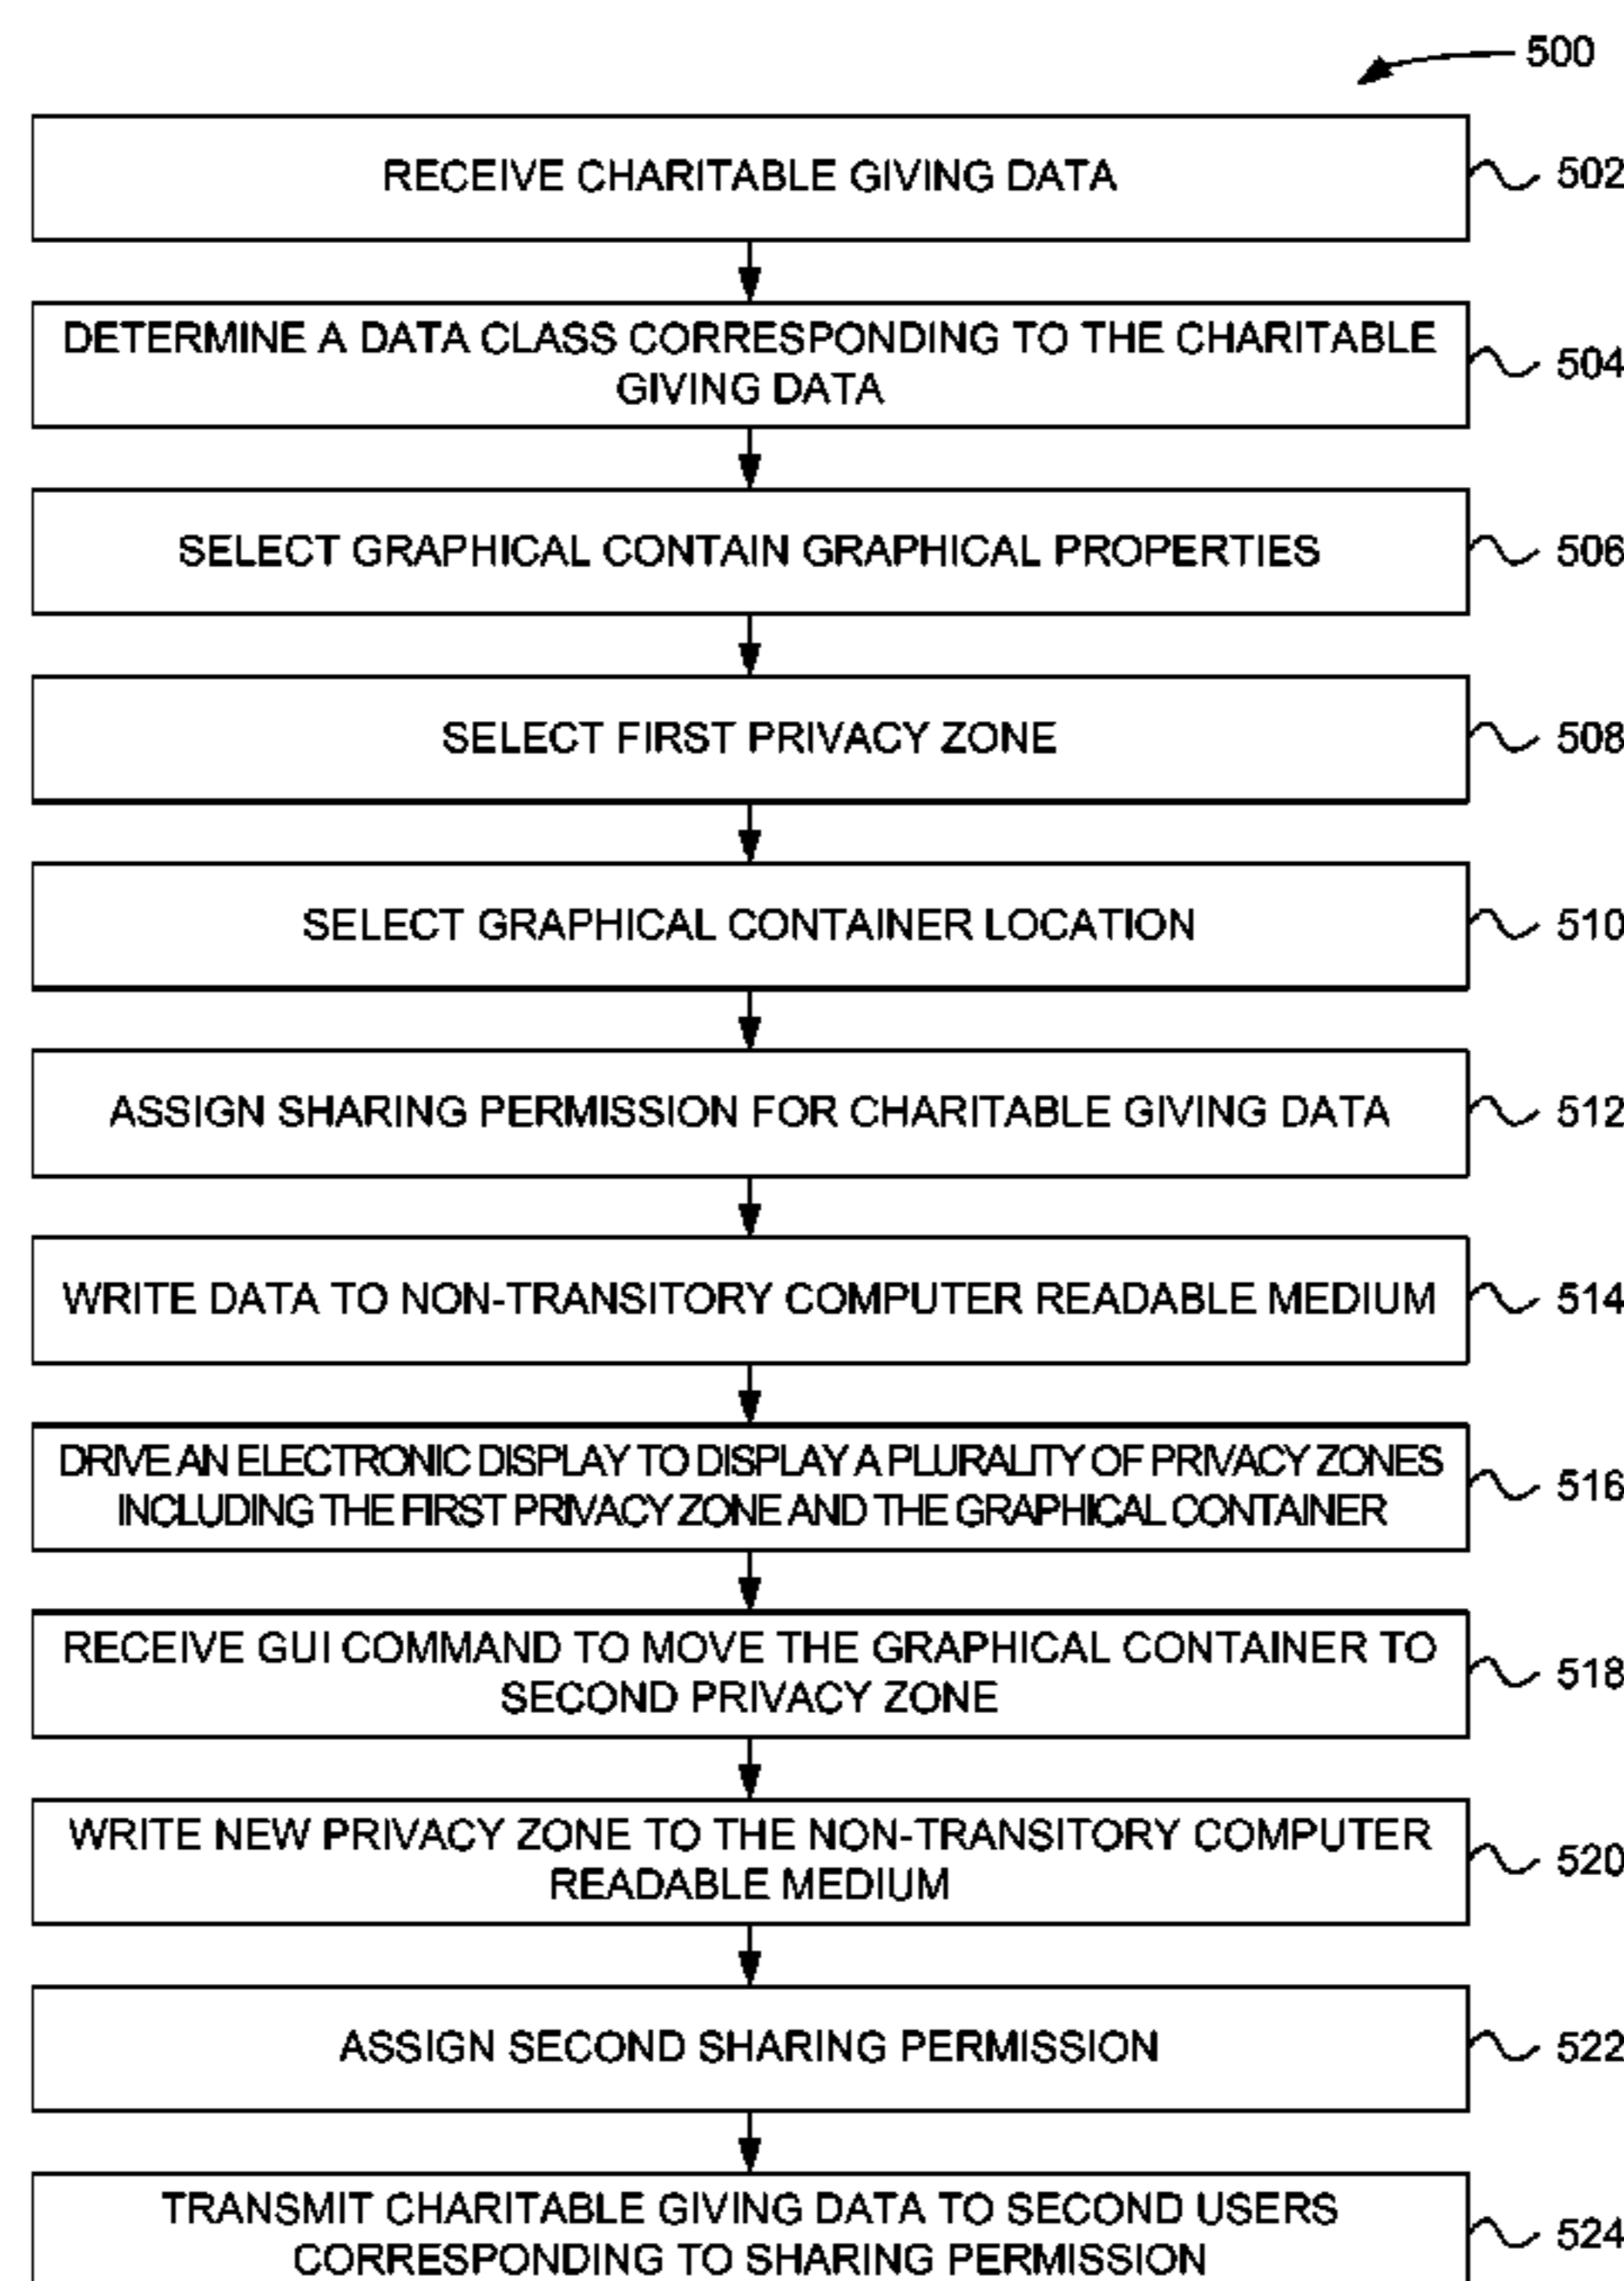 500
RECEIVE CHARITABLE GIVING DATA
502
DETERMINE A DATA CLASS CORRESPONDING TO THE CHARITABLE
GIVING DATA
504
SELECT GRAPHICAL CONTAIN GRAPHICAL PROPERTIES
506
SELECT FIRST PRIVACY ZONE
508
SELECT GRAPHICAL CONTAINER LOCATION
510
ASSIGN SHARING PERMISSION FOR CHARITABLE GIVING DATA
512
WRITE DATA TO NON-TRANSITORY COMPUTER READABLE MEDIUM
514
DRIVE AN ELECTRONIC DISPLAY TO DISPLAY A PLURALITY OF PRIVACY ZONES
INCLUDING THE FIRST PRIVACY ZONE AND THE GRAPHICAL CONTAINER
516
RECEIVE GUI COMMAND TO MOVE THE GRAPHICAL CONTAINER TO
SECOND PRIVACY ZONE
518
WRITE NEW PRIVACY ZONE TO THE NON-TRANSITORY COMPUTER
READABLE MEDIUM
520
ASSIGN SECOND SHARING PERMISSION
522
TRANSMIT CHARITABLE GIVING DATA TO SECOND USERS
CORRESPONDING TO SHARING PERMISSION
524